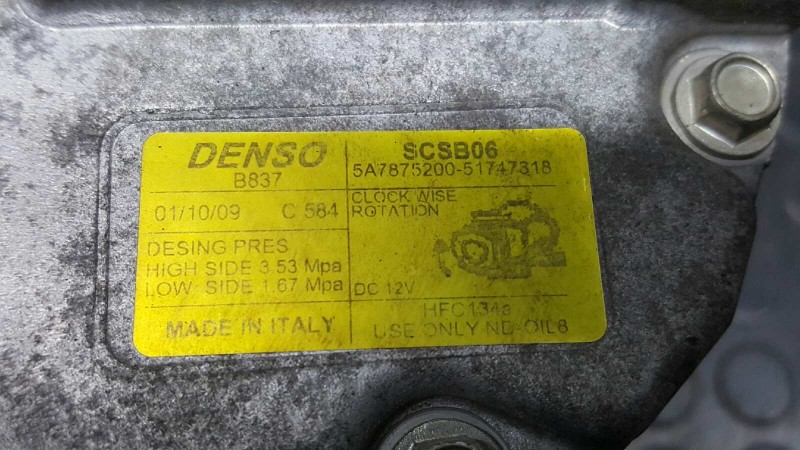 DENSO
B837
01/10/09 C 584
DESING PRES
HIGH SIDE 3.53 Mpa
LOW SIDE 1.67 Mpa
MADE IN ITALY
SCSB06
5A7875200-51747318
CLOCK WISE
ROTATION
DC 12V
HFC134a
USE ONLY ND-OIL8